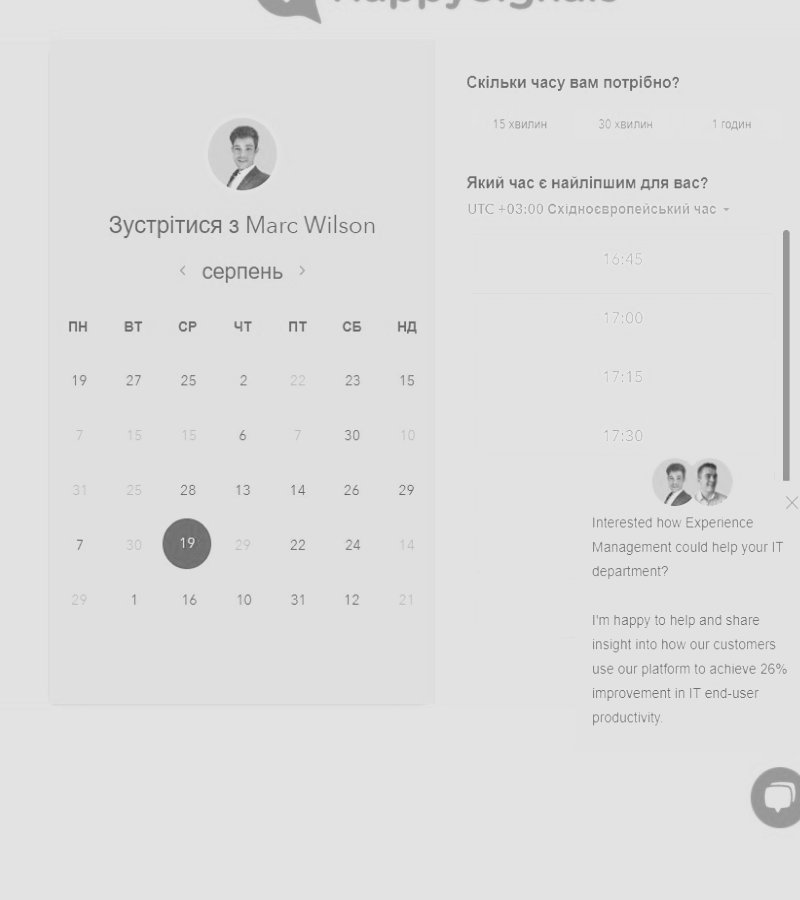 HappySignals
Зустрітися з Marc Wilson
серпень
ПН ВТ СР ЧТ ПТ СБ НД
19 27 25 2 22 23 15
7 15 15 6 7 30 10
31 25 28 13 14 26 29
7 30 19 29 22 24 14
29 1 16 10 31 12 21
Скільки часу вам потрібно?
15 хвилин 30 хвилин 1 годин
Який час є найліпшим для вас?
UTC +03:00 Східноєвропейський час
16:45
17:00
17:15
17:30
Interested how Experience
Management could help your IT
department?
I'm happy to help and share
insight into how our customers
use our platform to achieve 26%
improvement in IT end-user
productivity.